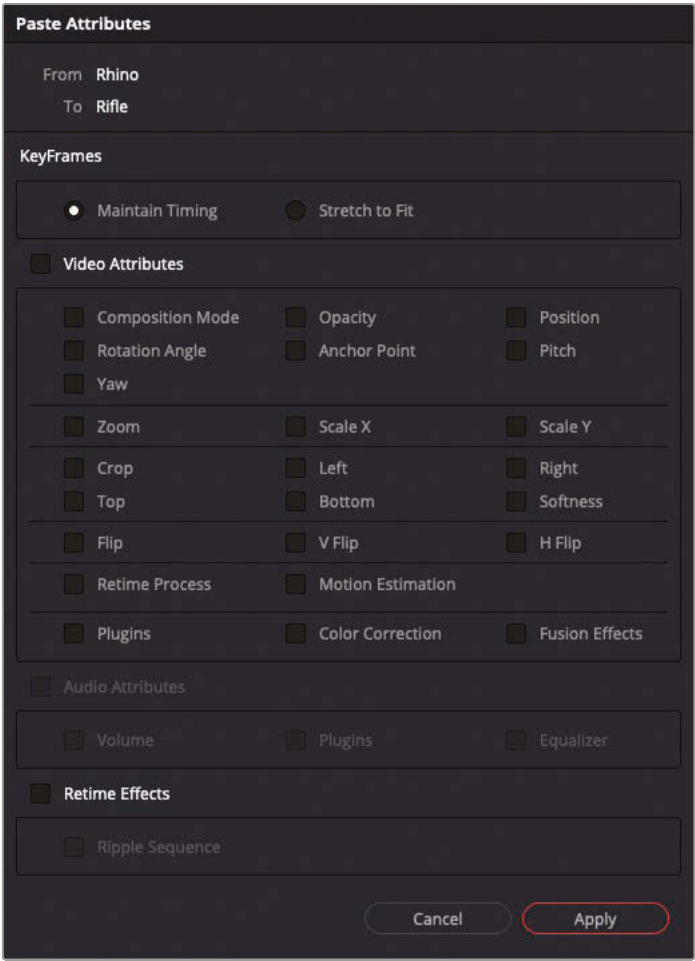 Paste Attributes
From Rhino
To Rifle
KeyFrames
Maintain Timing Stretch to Fit
Video Attributes
Composition Mode Opacity Position
Rotation Angle Anchor Point Pitch
Yaw
Zoom Scale X Scale Y
Crop Left Right
Top Bottom Softness
Flip V Flip H Flip
Retime Process Motion Estimation
Plugins Color Correction Fusion Effects
Audio Attributes
Volume Plugins Equalizer
Retime Effects
Ripple Sequence
Cancel Apply